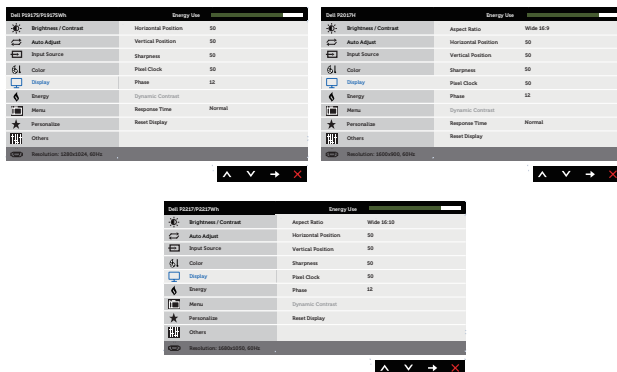 Dell P1917S/P1917SWh Energy Use
Brightness / Contrast Horizontal Position 50
Auto Adjust Vertical Position 50
Input Source Sharpness 50
Color Pixel Clock 50
Display Phase 12
Energy Dynamic Contrast
Menu Response Time Normal
Personalize Reset Display
Others
Resolution: 1280x1024, 60Hz
Dell P2017H
Brightness / Contrast Aspect Ratio Wide 16:9
Auto Adjust Horizontal Position 50
Input Source Vertical Position 50
Color Sharpness 50
Display Pixel Clock 50
Energy Phase 12
Menu Dynamic Contrast
Personalize Response Time Normal
Others Reset Display
Resolution: 1600x900, 60Hz
Dell P2217/P2217Wh Energy Use
Brightness / Contrast Aspect Ratio Wide 16:10
Auto Adjust Horizontal Position 50
Input Source Vertical Position 50
Color Sharpness 50
Display Pixel Clock 50
Energy Phase 12
Menu Dynamic Contrast
Personalize Reset Display
Others
Resolution: 1680x1050, 60Hz